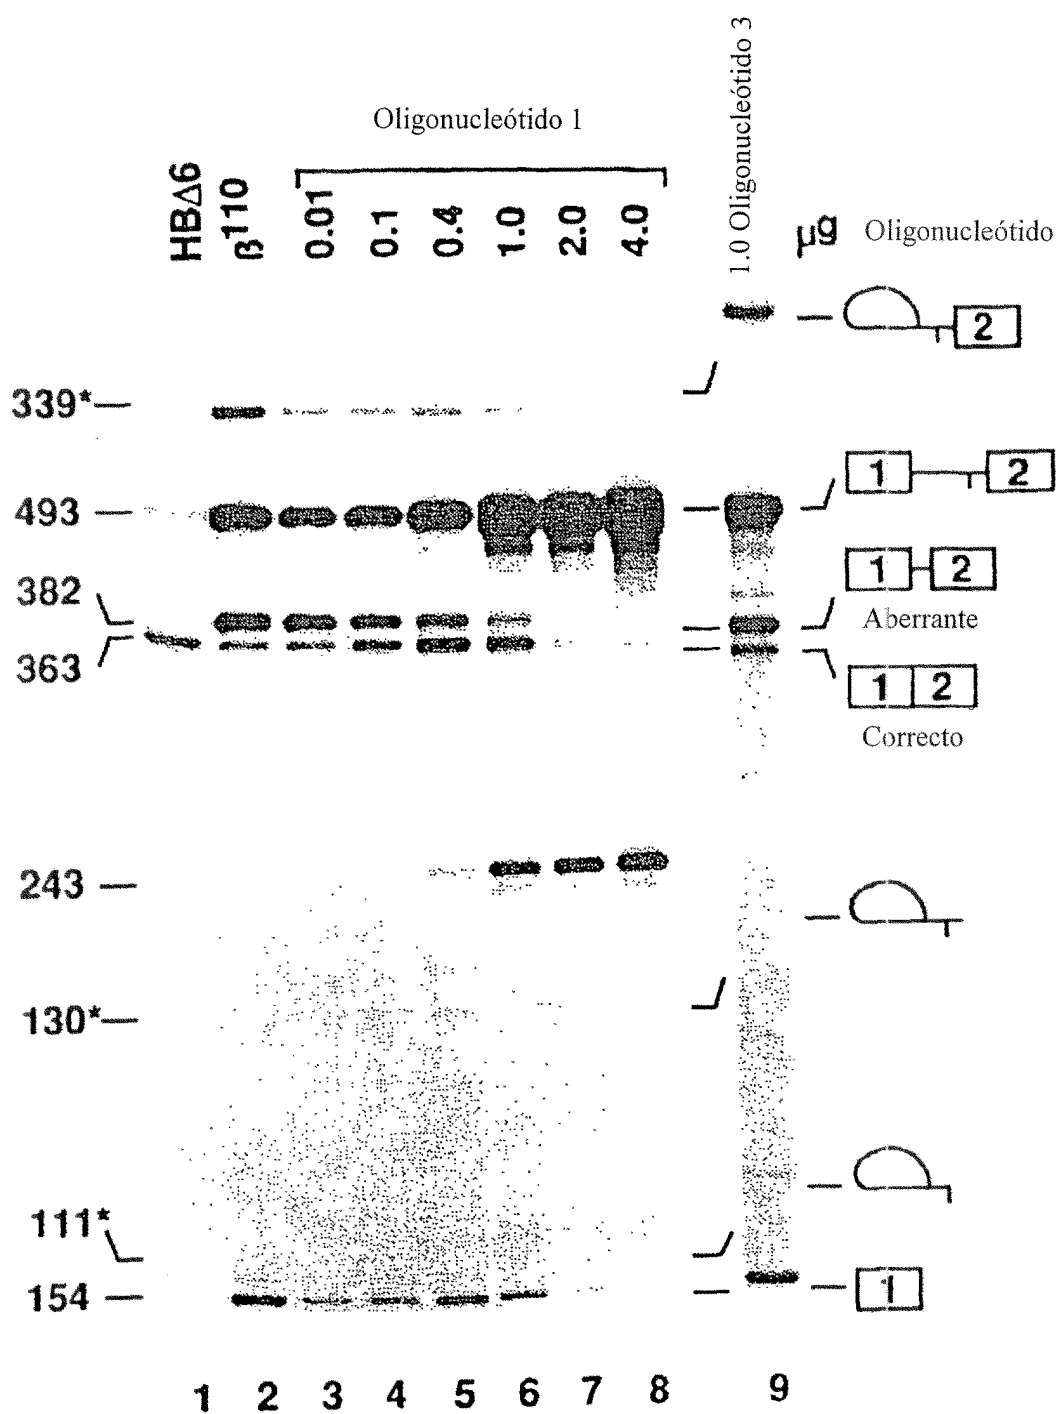 Oligonucleótido 1
1.0 Oligonucleótido 3
HBΔ6
β110
0.01
0.1
0.4
1.0
2.0
4.0
µg Oligonucleótido
2
339*
1 2
493
382
1 2
Aberrante
363
1 2
Correcto
243
130*
111*
154
1
1 2 3 4 5 6 7 8 9